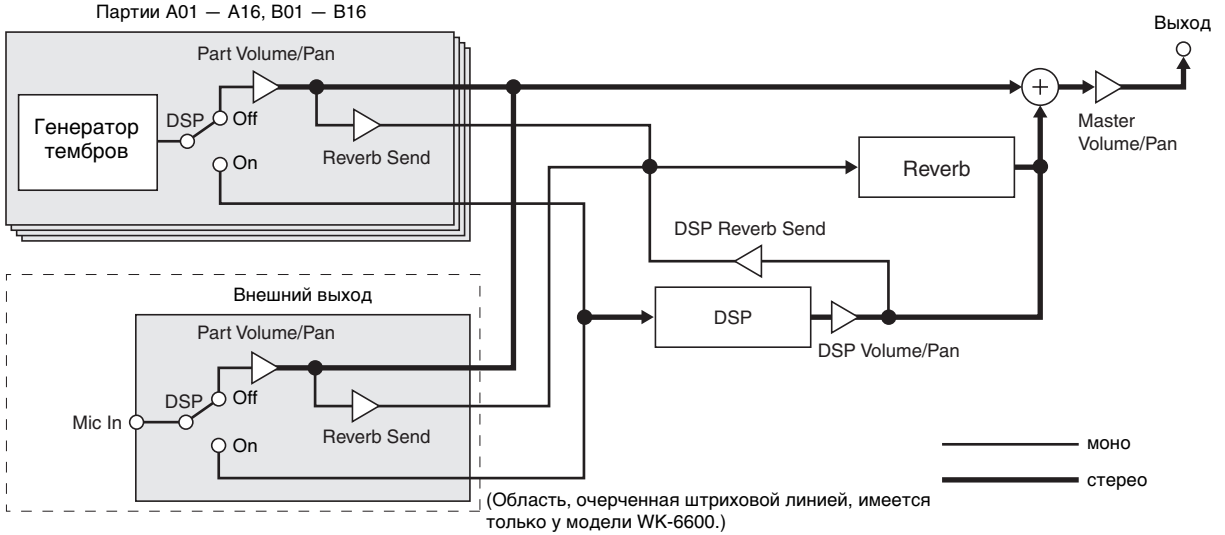 Партии A01 — A16, B01 — B16
Выход
Part Volume/Pan
DSP
Off
Генератор
тембров
Reverb Send
On
Master
Volume/Pan
Reverb
DSP Reverb Send
Внешний выход
DSP
Part Volume/Pan
DSP Volume/Pan
DSP
Off
Mic In
Reverb Send
On
моно
стерео
(Область, очерченная штриховой линией, имеется
только у модели WK-6600.)